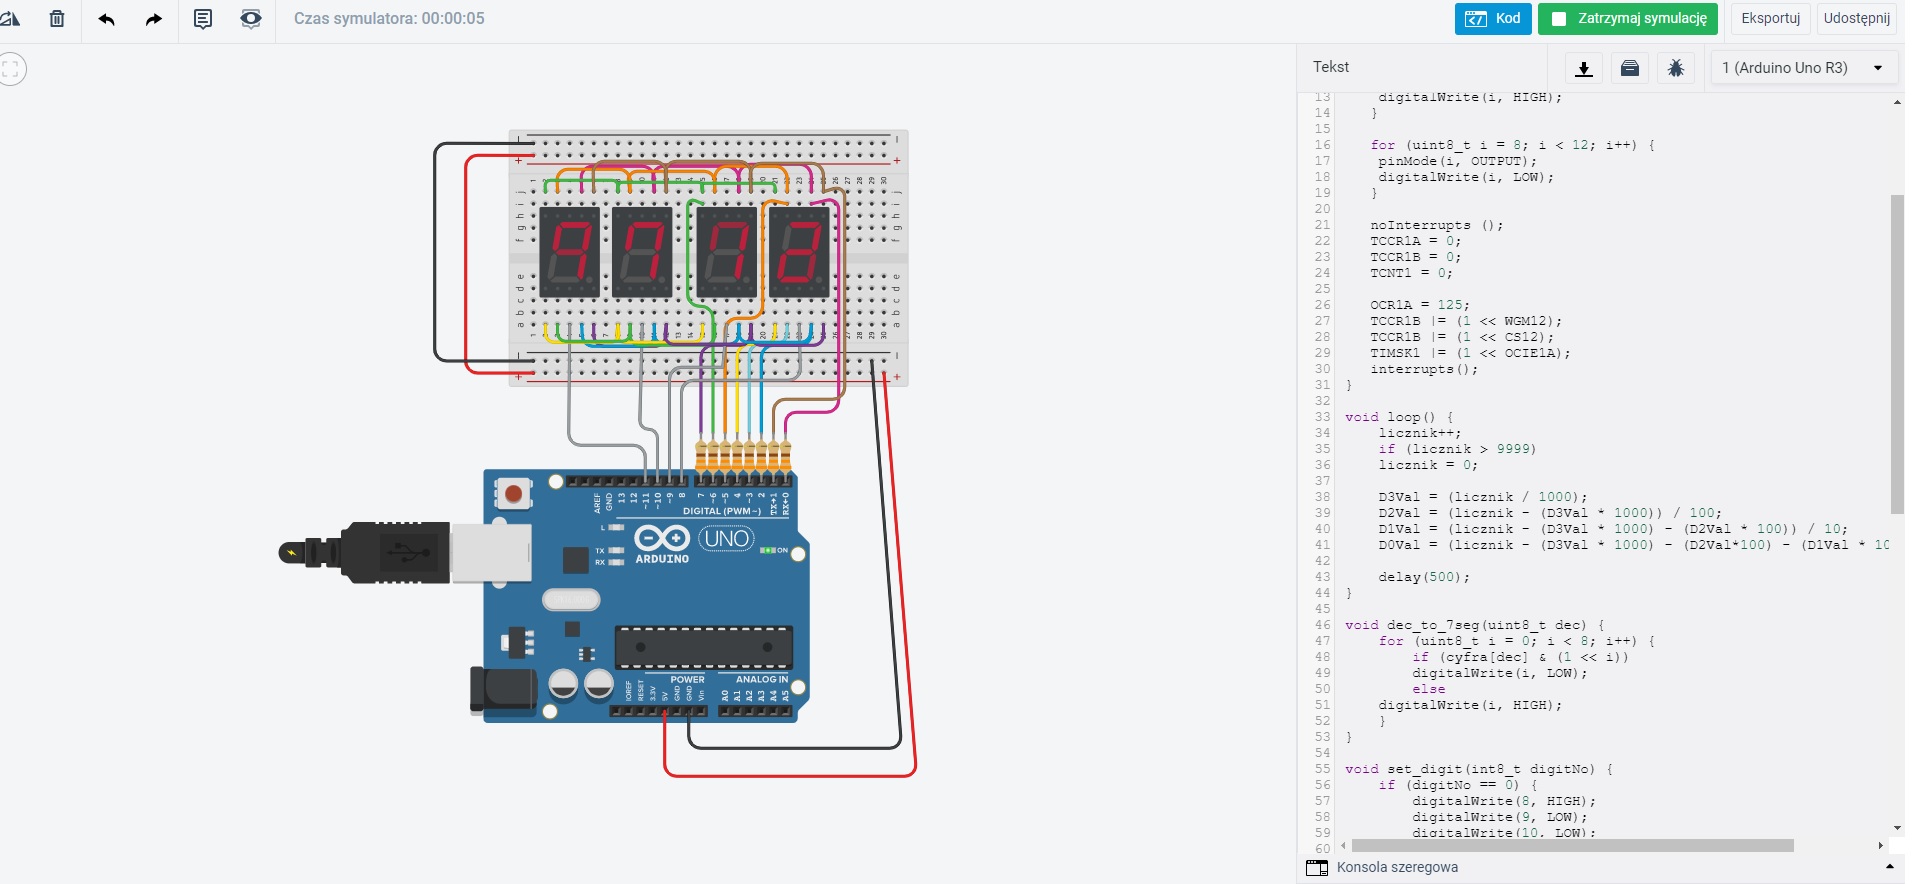 Czas symulatora: 00:00:05
Kod
Zatrzymaj symulację
Eksportuj
Udostępnij
Tekst
1 (Arduino Uno R3)
13 digitalWrite(i, HIGH);
14 }
15
16 for (uint8_t i = 8; i < 12; i++) {
17 pinMode(i, OUTPUT);
18 digitalWrite(i, LOW);
19 }
20
21 noInterrupts ();
22 TCCR1A = 0;
23 TCCR1B = 0;
24 TCNT1 = 0;
25
26 OCR1A = 125;
27 TCCR1B |= (1 << WGM12);
28 TCCR1B |= (1 << CS12);
29 TIMSK1 |= (1 << OCIE1A);
30 interrupts();
31 }
32
33 void loop() {
34 licznik++;
35 if (licznik > 9999)
36 licznik = 0;
37
38 D3Val = (licznik / 1000);
39 D2Val = (licznik - (D3Val * 1000)) / 100;
40 D1Val = (licznik - (D3Val * 1000) - (D2Val * 100)) / 10;
41 D0Val = (licznik - (D3Val * 1000) - (D2Val*100) - (D1Val * 10
42
43 delay(500);
44 }
45
46 void dec_to_7seg(uint8_t dec) {
47 for (uint8_t i = 0; i < 8; i++) {
48 if (cyfra[dec] & (1 << i))
49 digitalWrite(i, LOW);
50 else
51 digitalWrite(i, HIGH);
52 }
53 }
54
55 void set_digit(int8_t digitNo) {
56 if (digitNo == 0) {
57 digitalWrite(8, HIGH);
58 digitalWrite(9, LOW);
59 digitalWrite(10, LOW);
60
Konsola szeregowa
AREF
GND
13
12
~11
~10
~9
8
7
~6
~5
4
~3
2
TX→1
RX←0
DIGITAL (PWM~)
L
TX
RX
ARDUINO
UNO
ON
POWER
ANALOG IN
IOREF
RESET
3.3V
5V
GND
GND
Vin
A0
A1
A2
A3
A4
A5